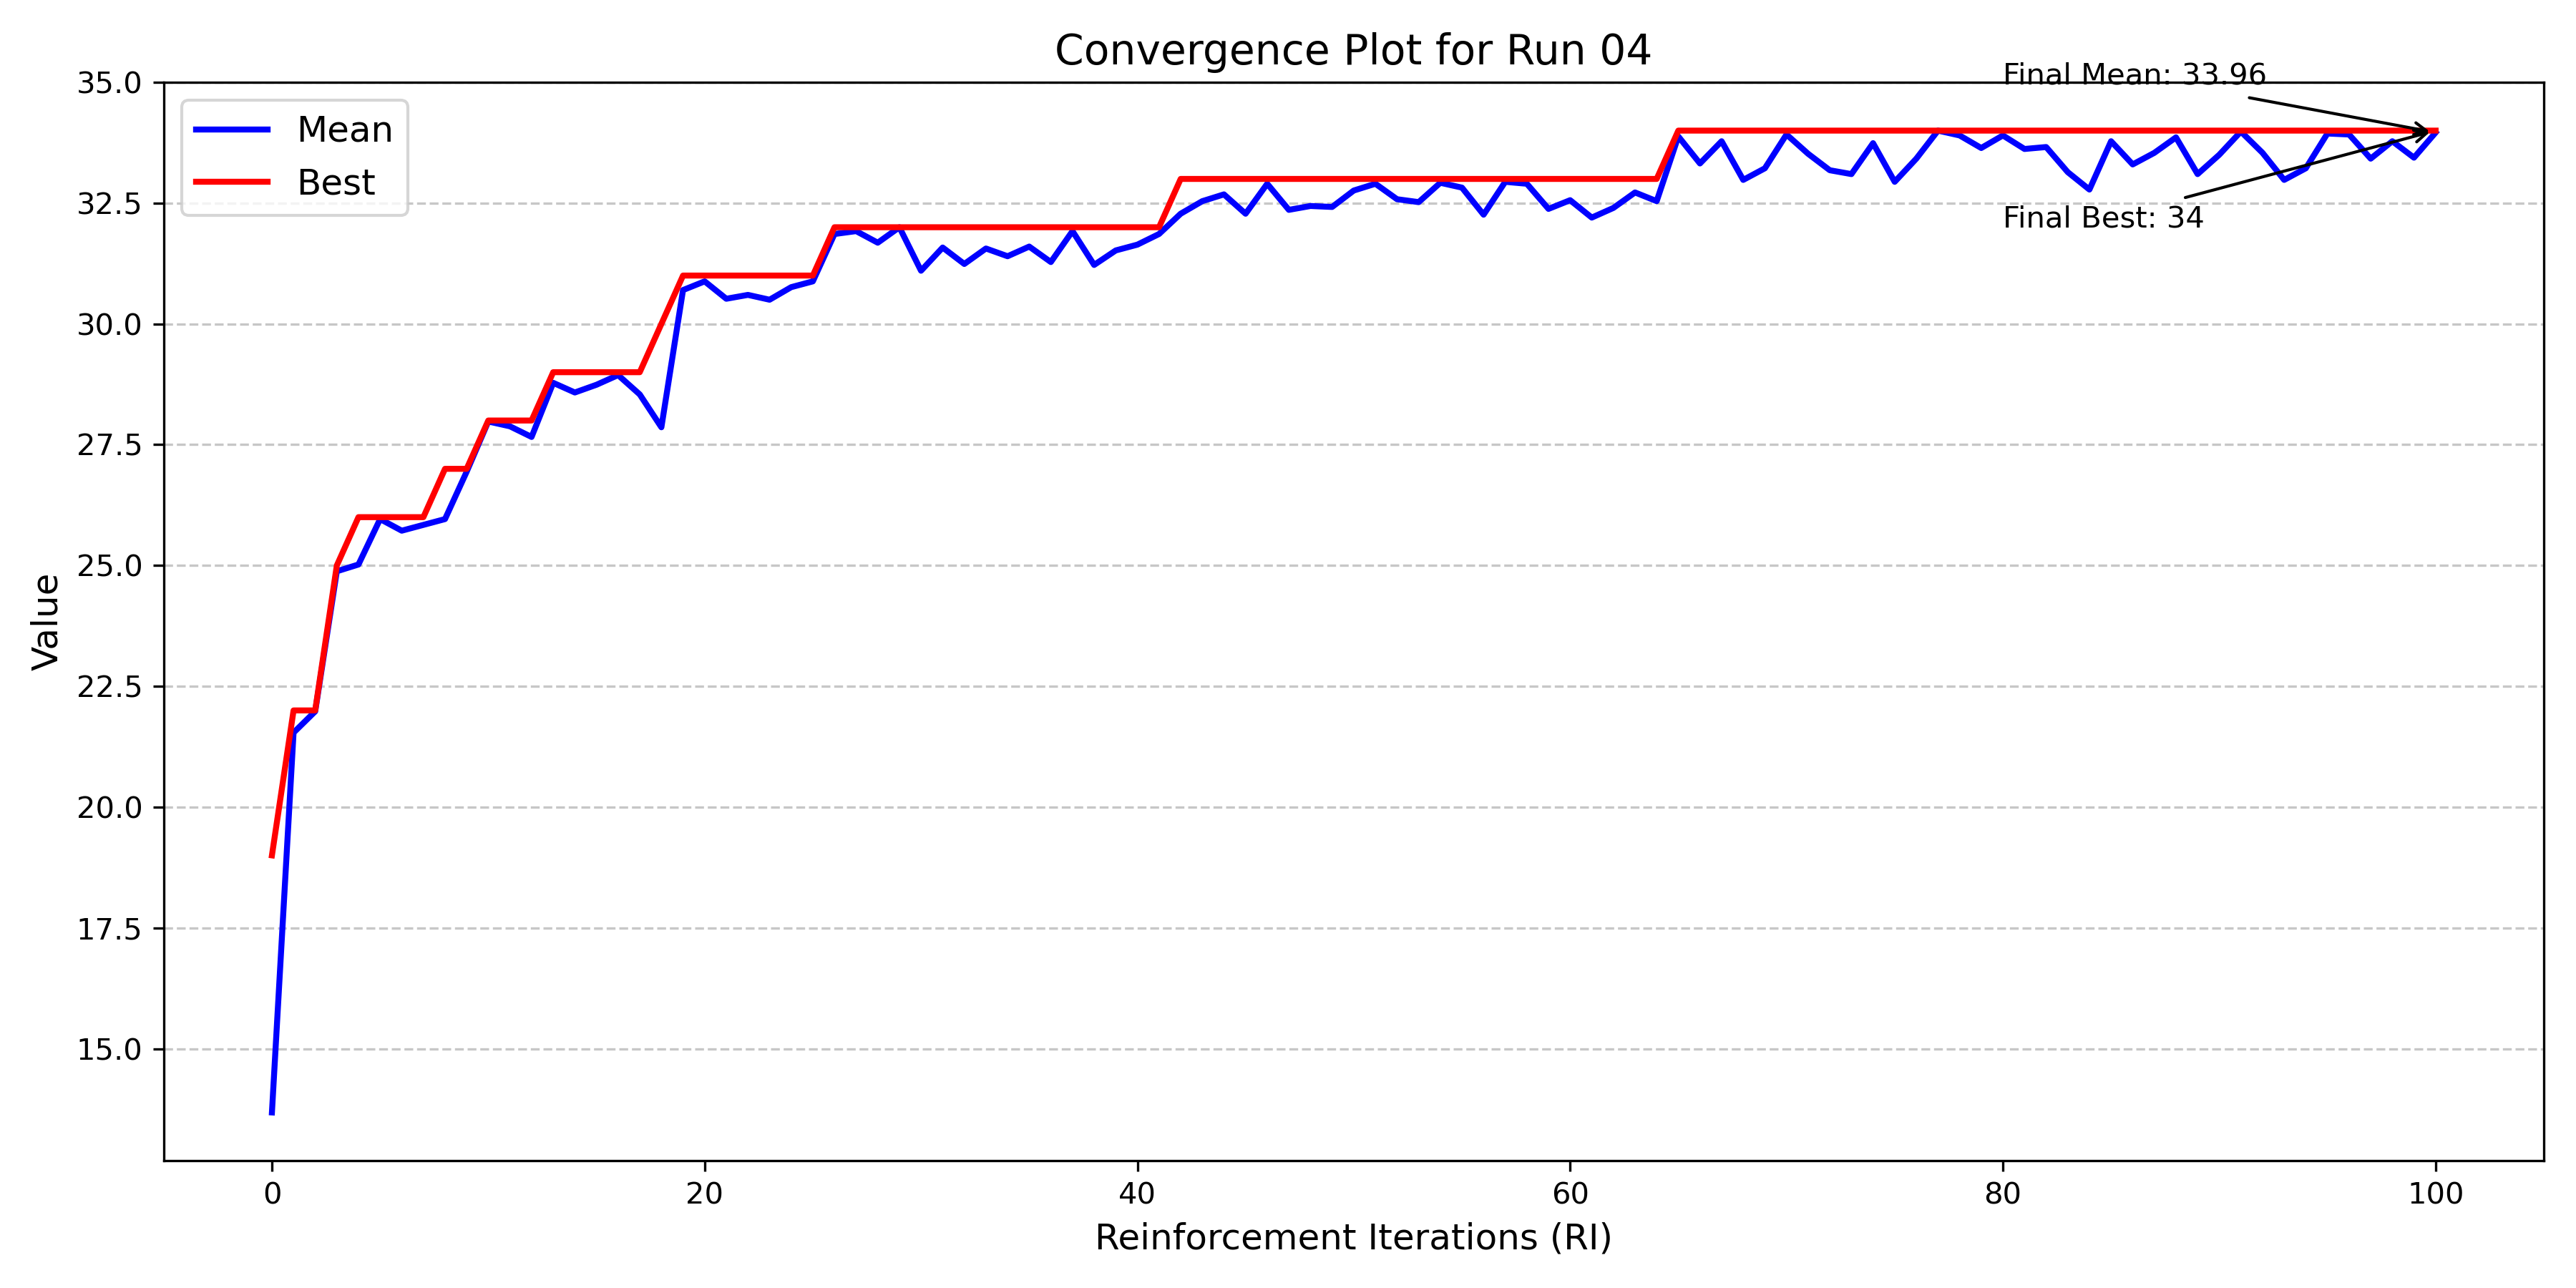 Convergence Plot for Run 04
Final Mean: 33.96
Final Best: 34
Mean
Best
35.0
32.5
30.0
27.5
25.0
22.5
20.0
17.5
15.0
Value
0
20
40
60
80
100
Reinforcement Iterations (RI)